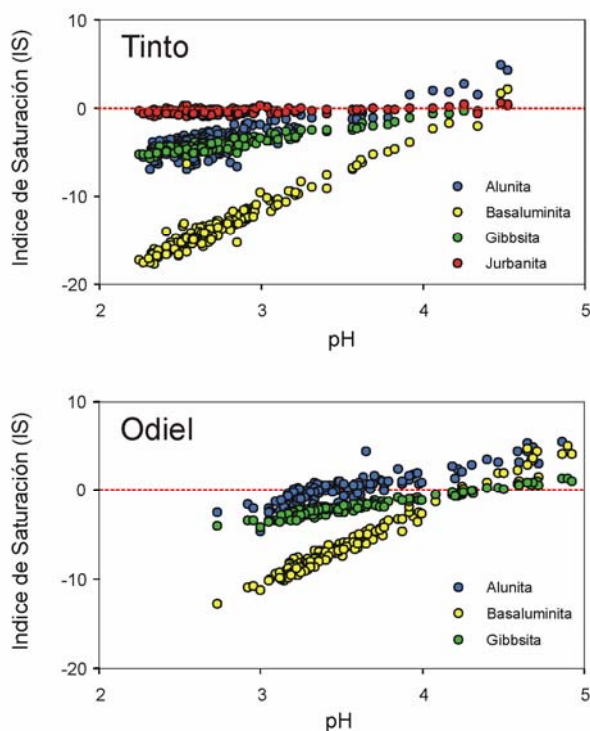 Tinto
Indice de Saturación (IS)
10
0
-10
-20
Alunita
Basaluminita
Gibbsita
Jurbanita
2
3
4
5
pH
Odiel
Indice de Saturación (IS)
10
0
-10
-20
Alunita
Basaluminita
Gibbsita
2
3
4
5
pH